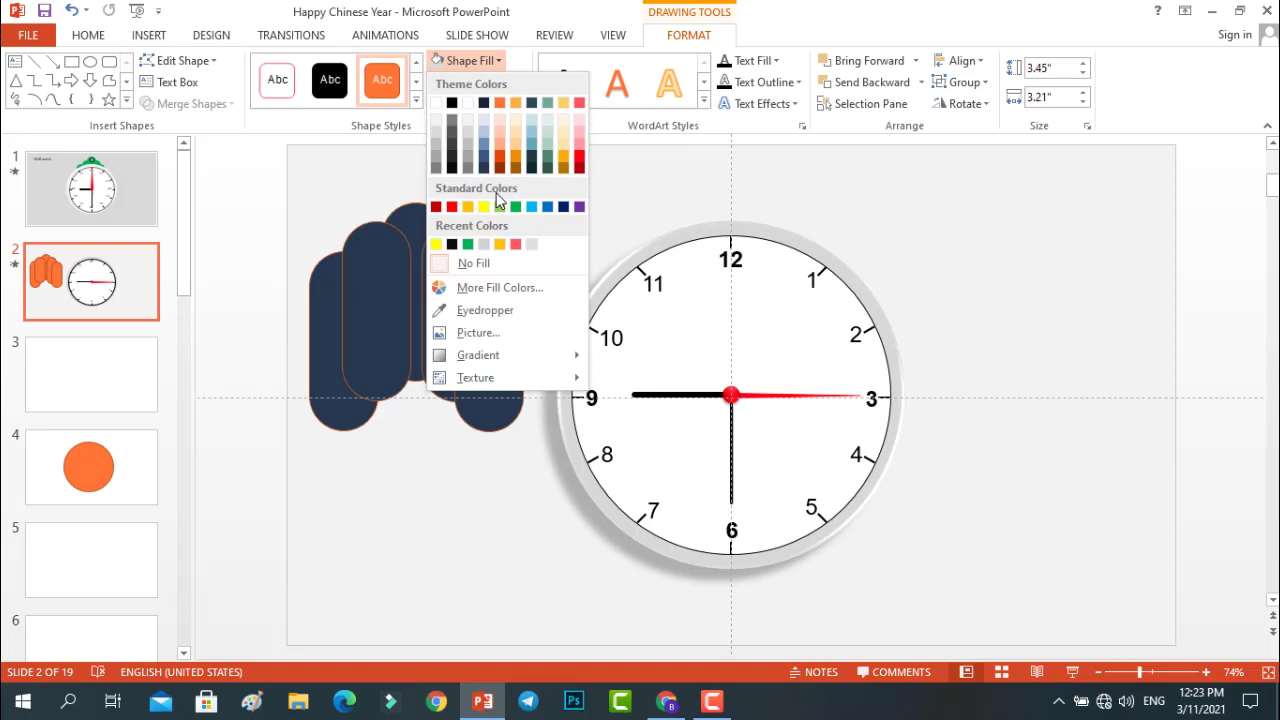 Happy Chinese Year - Microsoft PowerPoint
DRAWING TOOLS
?
FILE HOME INSERT DESIGN TRANSITIONS ANIMATIONS SLIDE SHOW REVIEW VIEW FORMAT Sign in
Edit Shape
Text Box
Merge Shapes
Insert Shapes
Abc Abc Abc
Shape Styles
Shape Fill
Theme Colors
Standard Colors
Recent Colors
No Fill
More Fill Colors...
Eyedropper
Picture...
Gradient
Texture
A A
Text Fill
Text Outline
Text Effects
WordArt Styles
Bring Forward
Send Backward
Selection Pane
Align
Group
Rotate
Arrange
3.45"
3.21"
Size
1
2
3
4
5
6
12
1
2
3
4
5
6
7
8
9
10
11
SLIDE 2 OF 19 ENGLISH (UNITED STATES) NOTES COMMENTS 74%
Ps
ENG
12:23 PM
3/11/2021